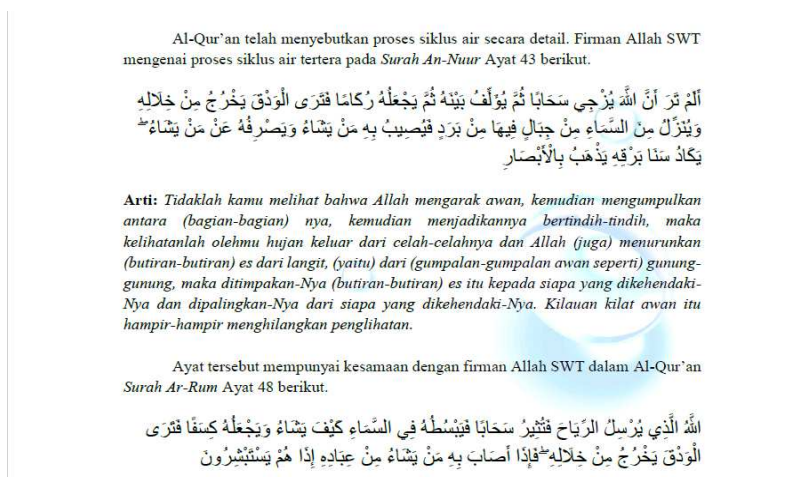 Al-Qur'an telah menyebutkan proses siklus air secara detail. Firman Allah SWT
mengenai proses siklus air tertera pada Surah An-Nuur Ayat 43 berikut.
أَلَمْ تَرَ أَنَّ اللَّهَ يُزْجِي سَحَابًا ثُمَّ يُؤَلِّفُ بَيْنَهُ ثُمَّ يَجْعَلُهُ رُكَامًا فَتَرَى الْوَدْقَ يَخْرُجُ مِنْ خِلَالِهِ
وَيُنَزِّلُ مِنَ السَّمَاءِ مِنْ جِبَالٍ فِيهَا مِنْ بَرَدٍ فَيُصِيبُ بِهِ مَنْ يَشَاءُ وَيَصْرِفُهُ عَنْ مَنْ يَشَاءُ ۖ
يَكَادُ سَنَا بَرْقِهِ يَذْهَبُ بِالْأَبْصَارِ
Arti: Tidaklah kamu melihat bahwa Allah mengarak awan, kemudian mengumpulkan
antara (bagian-bagian) nya, kemudian menjadikannya bertindih-tindih, maka
kelihatanlah olehmu hujan keluar dari celah-celahnya dan Allah (juga) menurunkan
(butiran-butiran) es dari langit, (yaitu) dari (gumpalan-gumpalan awan seperti) gunung-
gunung, maka ditimpakan-Nya (butiran-butiran) es itu kepada siapa yang dikehendaki-
Nya dan dipalingkan-Nya dari siapa yang dikehendaki-Nya. Kilauan kilat awan itu
hampir-hampir menghilangkan penglihatan.
Ayat tersebut mempunyai kesamaan dengan firman Allah SWT dalam Al-Qur'an
Surah Ar-Rum Ayat 48 berikut.
اللَّهُ الَّذِي يُرْسِلُ الرِّيَاحَ فَتُثِيرُ سَحَابًا فَيَبْسُطُهُ فِي السَّمَاءِ كَيْفَ يَشَاءُ وَيَجْعَلُهُ كِسَفًا فَتَرَى
الْوَدْقَ يَخْرُجُ مِنْ خِلَالِهِ ۖ فَإِذَا أَصَابَ بِهِ مَنْ يَشَاءُ مِنْ عِبَادِهِ إِذَا هُمْ يَسْتَبْشِرُونَ